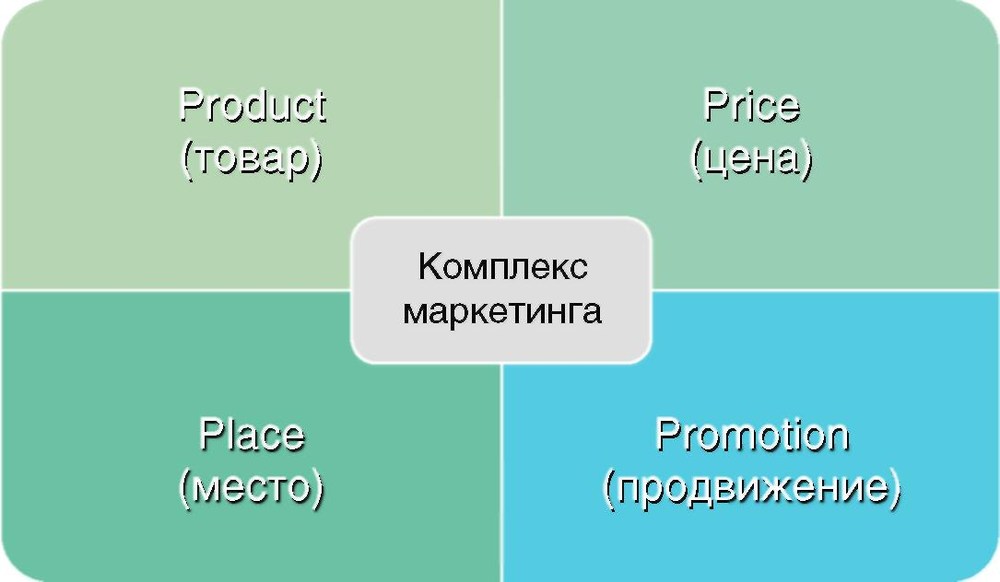 Product
(товар)
Price
(цена)
Комплекс
маркетинга
Place
(место)
Promotion
(продвижение)